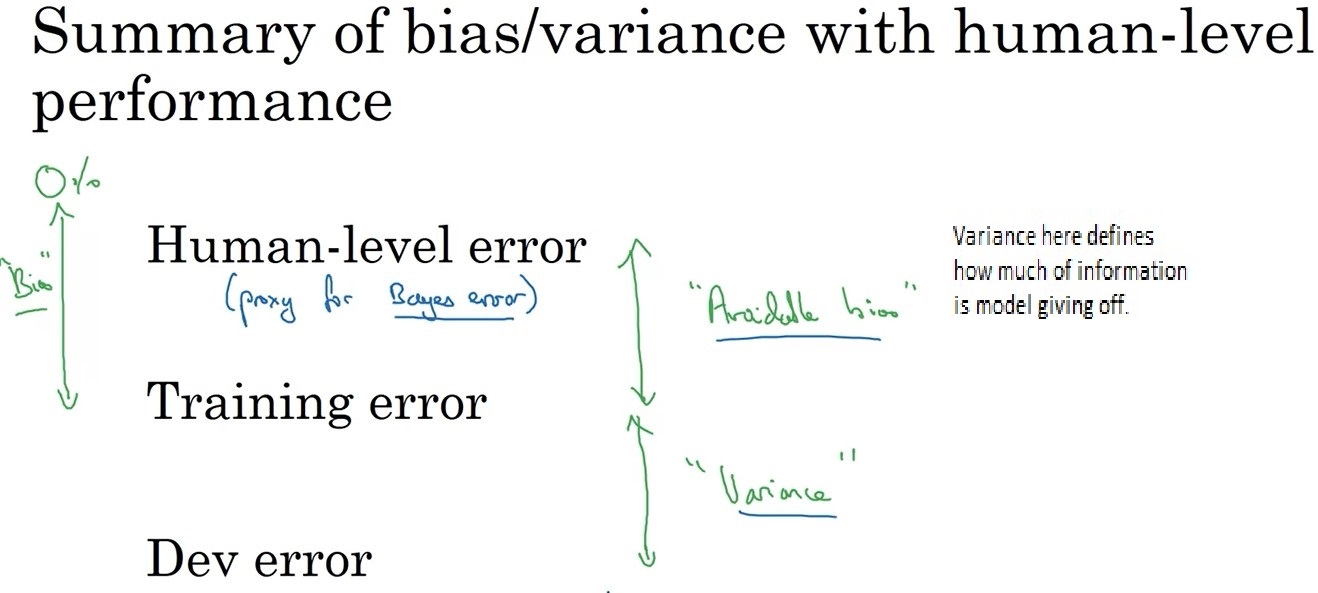 Summary of bias/variance with human-level
performance
0%
"Bias"
Human-level error
(proxy for Bayes error)
"Avoidable bias"
Variance here defines
how much of information
is model giving off.
Training error
"Variance"
Dev error